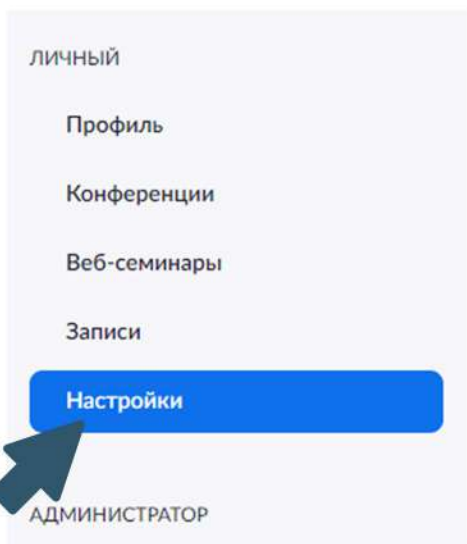 ЛИЧНЫЙ
Профиль
Конференции
Веб-семинары
Записи
Настройки
АДМИНИСТРАТОР